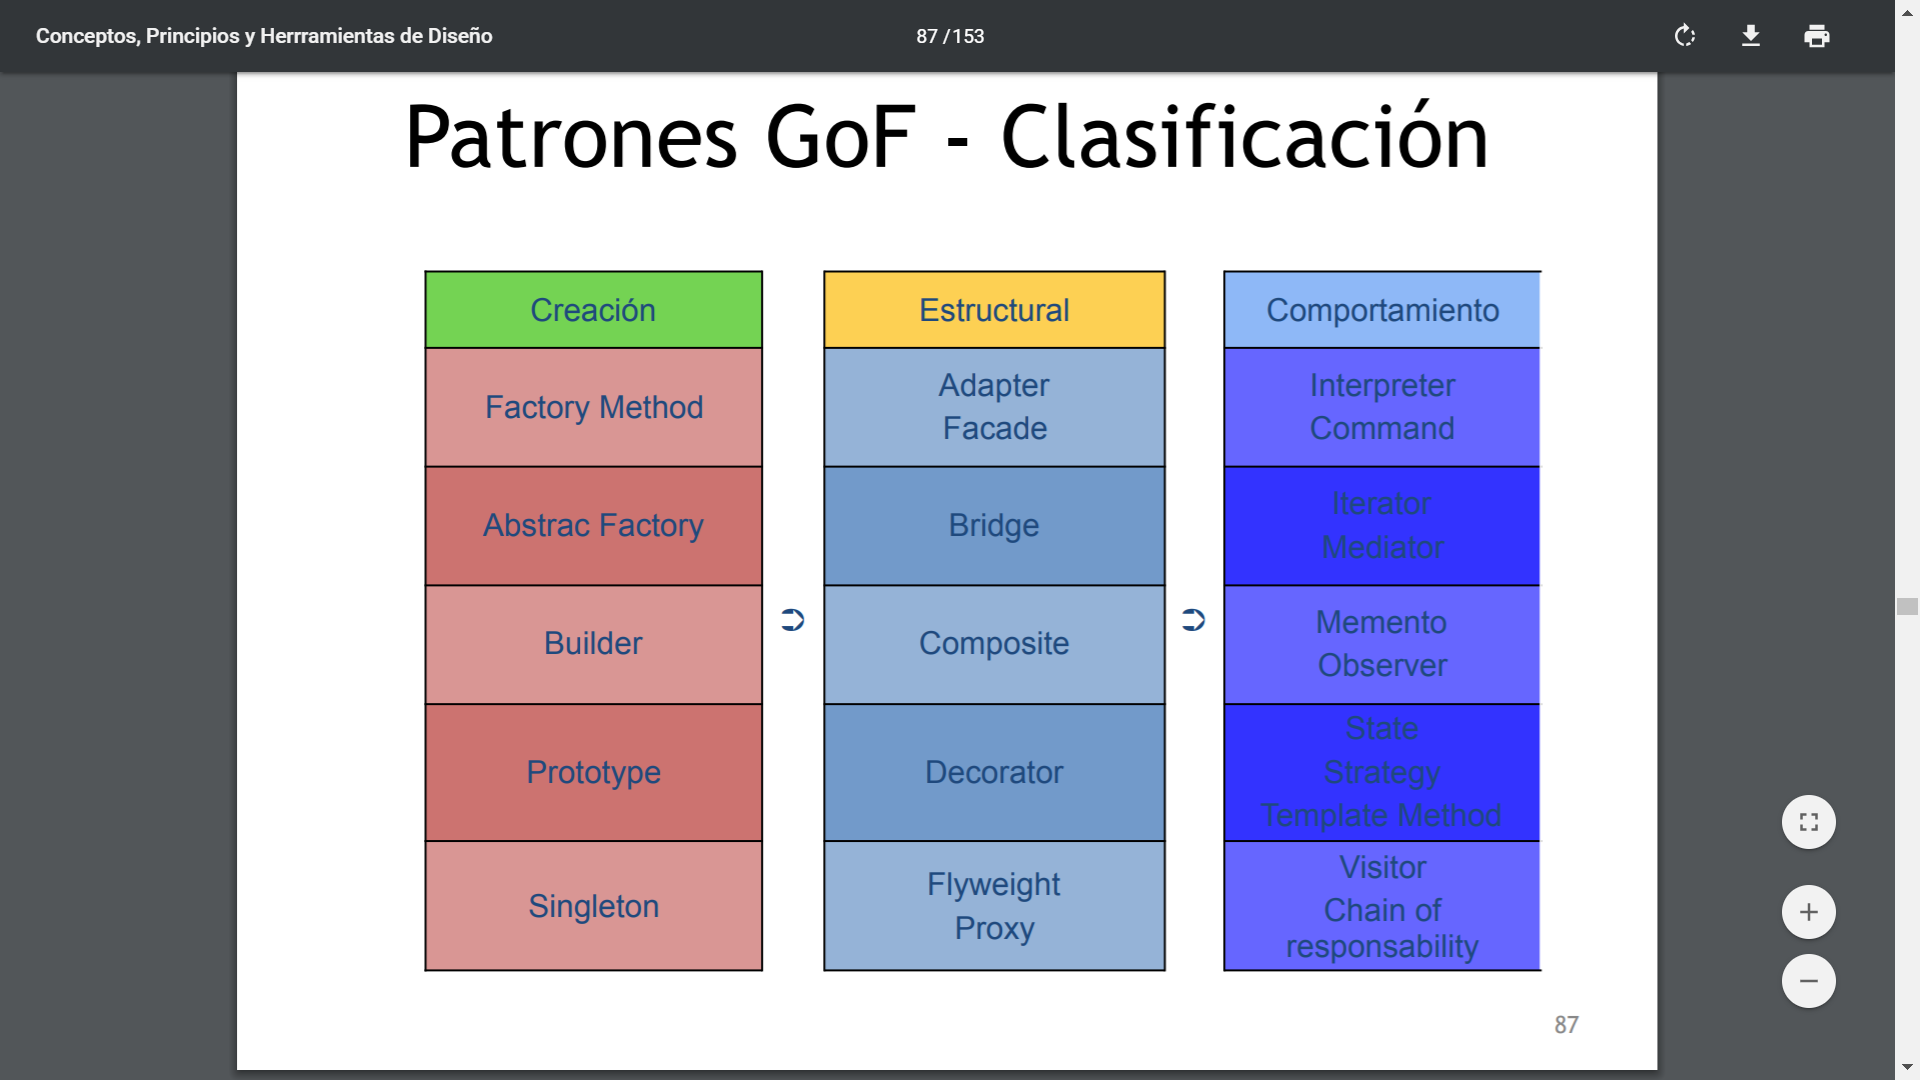 Conceptos, Principios y Herrramientas de Diseño
87 / 153
Patrones GoF - Clasificación
Creación
Factory Method
Abstrac Factory
Builder
Prototype
Singleton
Estructural
Adapter
Facade
Bridge
Composite
Decorator
Flyweight
Proxy
Comportamiento
Interpreter
Command
Iterator
Mediator
Memento
Observer
State
Strategy
Template Method
Visitor
Chain of
responsability
87